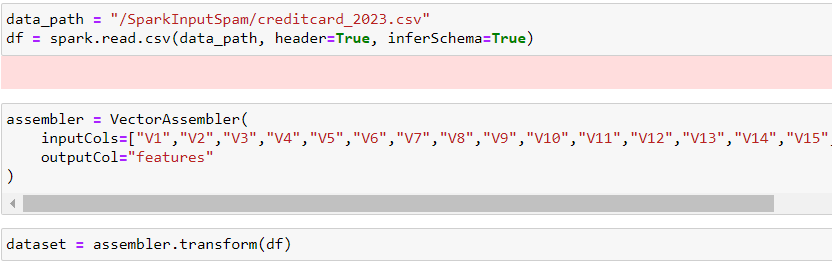 data_path = "/SparkInputSpam/creditcard_2023.csv"
df = spark.read.csv(data_path, header=True, inferSchema=True)
assembler = VectorAssembler(
    inputCols=["V1","V2","V3","V4","V5","V6","V7","V8","V9","V10","V11","V12","V13","V14","V15",
    outputCol="features"
)
dataset = assembler.transform(df)